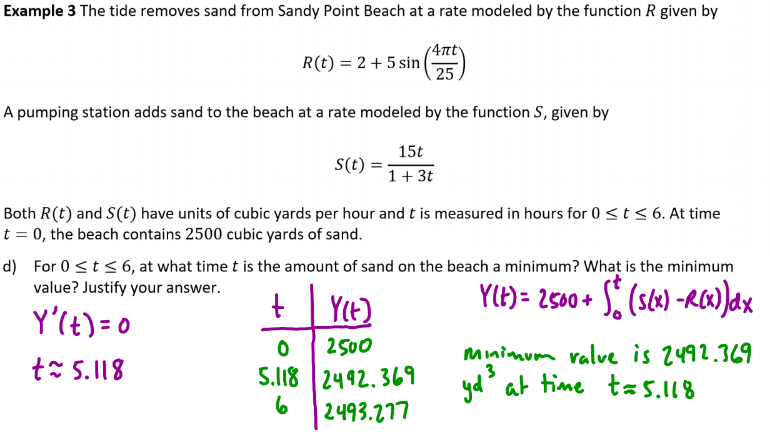 Example 3 The tide removes sand from Sandy Point Beach at a rate modeled by the function R given by
R(t) = 2 + 5 sin(4πt/25)
A pumping station adds sand to the beach at a rate modeled by the function S, given by
S(t) = 15t/(1 + 3t)
Both R(t) and S(t) have units of cubic yards per hour and t is measured in hours for 0 ≤ t ≤ 6. At time
t = 0, the beach contains 2500 cubic yards of sand.
d) For 0 ≤ t ≤ 6, at what time t is the amount of sand on the beach a minimum? What is the minimum
value? Justify your answer.
Y'(t) = 0
t ≈ 5.118
t Y(t)
0 2500
5.118 2492.369
6 2493.277
Y(t) = 2500 + ∫₀ᵗ (S(x) - R(x))dx
minimum value is 2492.369
yd³ at time t ≈ 5.118